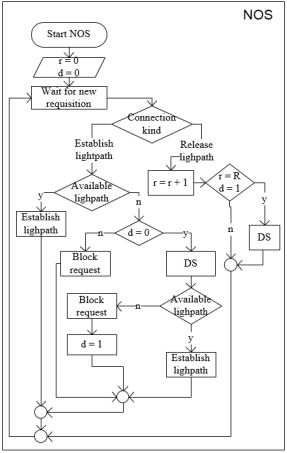 NOS
Start NOS
r = 0
d = 0
Wait for new
requisition
Connection
kind
Establish
lightpath
Release
lighpath
Available
lighpath
y
n
r = r + 1
r = R
d = 1
y
n
Establish
lighpath
d = 0
n
y
DS
Block
request
DS
Available
lighpath
n
y
Block
request
d = 1
Establish
lighpath